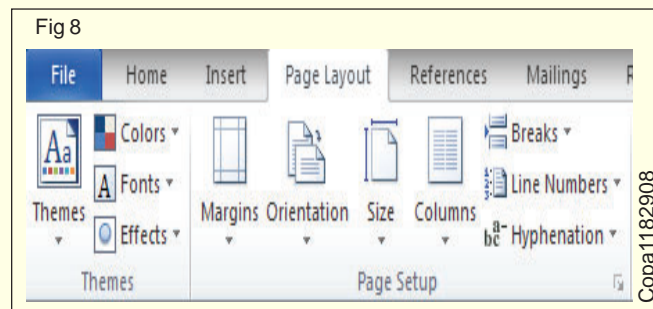 Fig 8
File Home Insert Page Layout References Mailings
Themes Colors Fonts Effects
Margins Orientation Size Columns Breaks
Line Numbers
Hyphenation
Themes Page Setup
Copa1182908